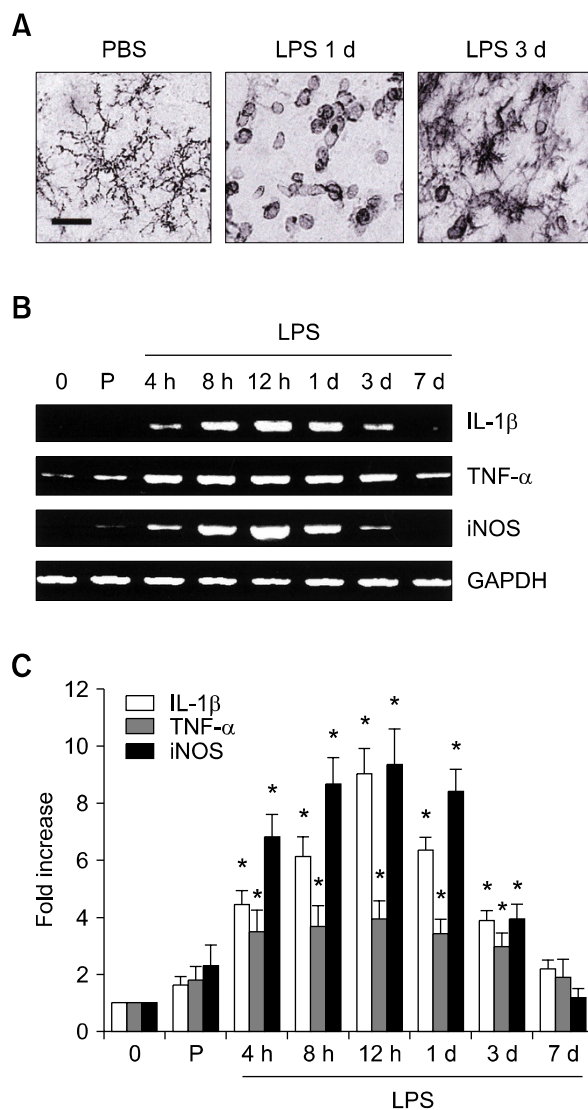 A
PBS LPS 1 d LPS 3 d
B
LPS
0 P 4 h 8 h 12 h 1 d 3 d 7 d
IL-1β
TNF-α
iNOS
GAPDH
C
12
10
8
6
4
2
0
Fold increase
IL-1β
TNF-α
iNOS
* * *
* * *
* * *
* * *
* * *
0 P 4 h 8 h 12 h 1 d 3 d 7 d
LPS